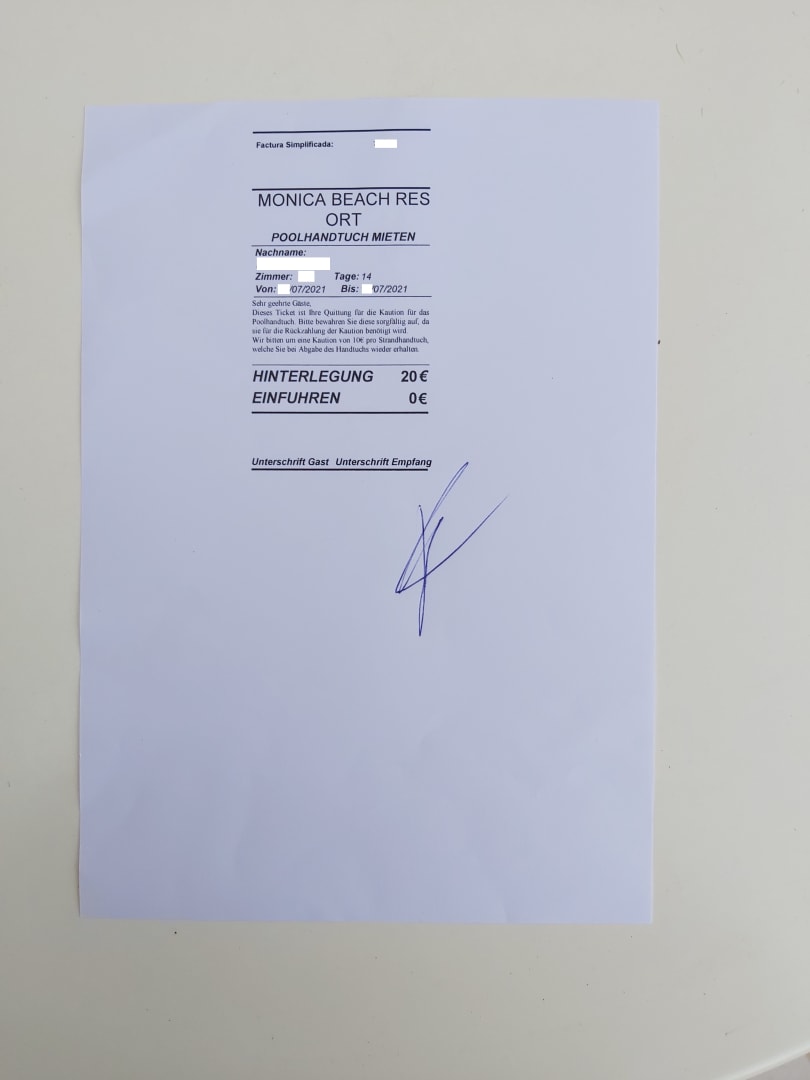 Factura Simplificada:
MONICA BEACH RES
ORT
POOLHANDTUCH MIETEN
Nachname:
Zimmer: Tage: 14
Von: /07/2021 Bis: /07/2021
Sehr geehrte Gäste,
Dieses Ticket ist Ihre Quittung für die Kaution für das
Poolhandtuch. Bitte bewahren Sie diese sorgfältig auf, da
sie für die Rückzahlung der Kaution benötigt wird.
Wir bitten um eine Kaution von 10€ pro Strandhandtuch,
welche Sie bei Abgabe des Handtuchs wieder erhalten.
HINTERLEGUNG 20€
EINFUHREN 0€
Unterschrift Gast Unterschrift Empfang